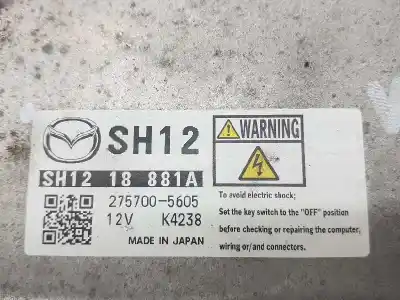 SH12
SH12 18 881A
275700-5605
12V K4238
MADE IN JAPAN
WARNING
To avoid electric shock;
Set the key switch to the "OFF" position
before checking or repairing the computer,
wiring or/and connectors.